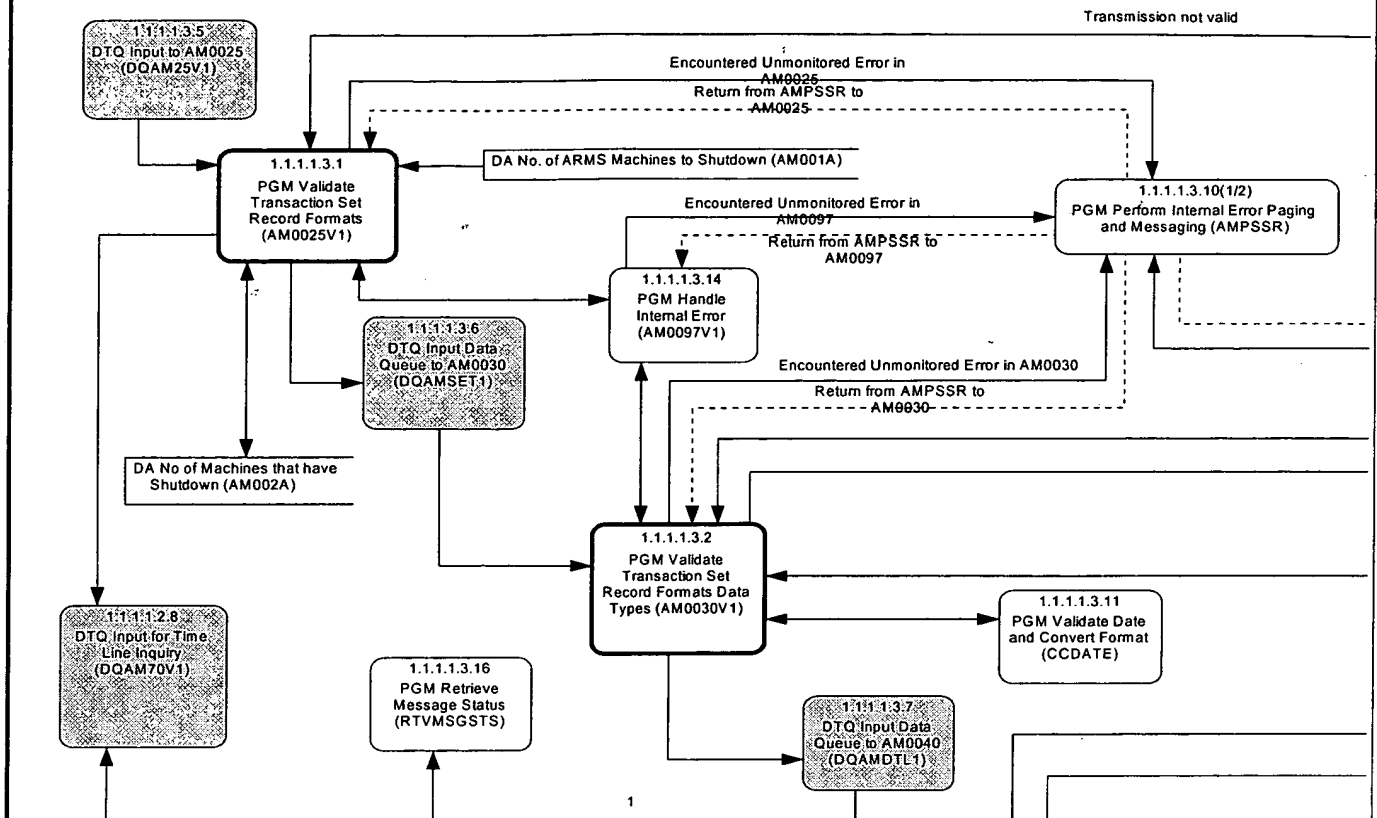 Transmission not valid
1.1.1.1.3.5
DTQ Input to AM0025
(DQAM25V1)
Encountered Unmonitored Error in
AM0025
Return from AMPSSR to
AM0025
1.1.1.1.3.1
PGM Validate
Transaction Set
Record Formats
(AM0025V1)
DA No. of ARMS Machines to Shutdown (AM001A)
1.1.1.1.3.10(1/2)
PGM Perform Internal Error Paging
and Messaging (AMPSSR)
Encountered Unmonitored Error in
AM0097
Return from AMPSSR to
AM0097
1.1.1.1.3.14
PGM Handle
Internal Error
(AM0097V1)
1.1.1.1.3.6
DTQ Input Data
Queue to AM0030
(DQAMSET1)
Encountered Unmonitored Error in AM0030
Return from AMPSSR to
AM0030
DA No of Machines that have
Shutdown (AM002A)
1.1.1.1.3.2
PGM Validate
Transaction Set
Record Formats Data
Types (AM0030V1)
1.1.1.1.3.11
PGM Validate Date
and Convert Format
(CCDATE)
1.1.1.1.2.8
DTQ Input for Time
Line Inquiry
(DQAM70V1)
1.1.1.1.3.16
PGM Retrieve
Message Status
(RTVMSGSTS)
1.1.1.1.3.7
DTQ Input Data
Queue to AM0040
(DQAMDTL1)
1